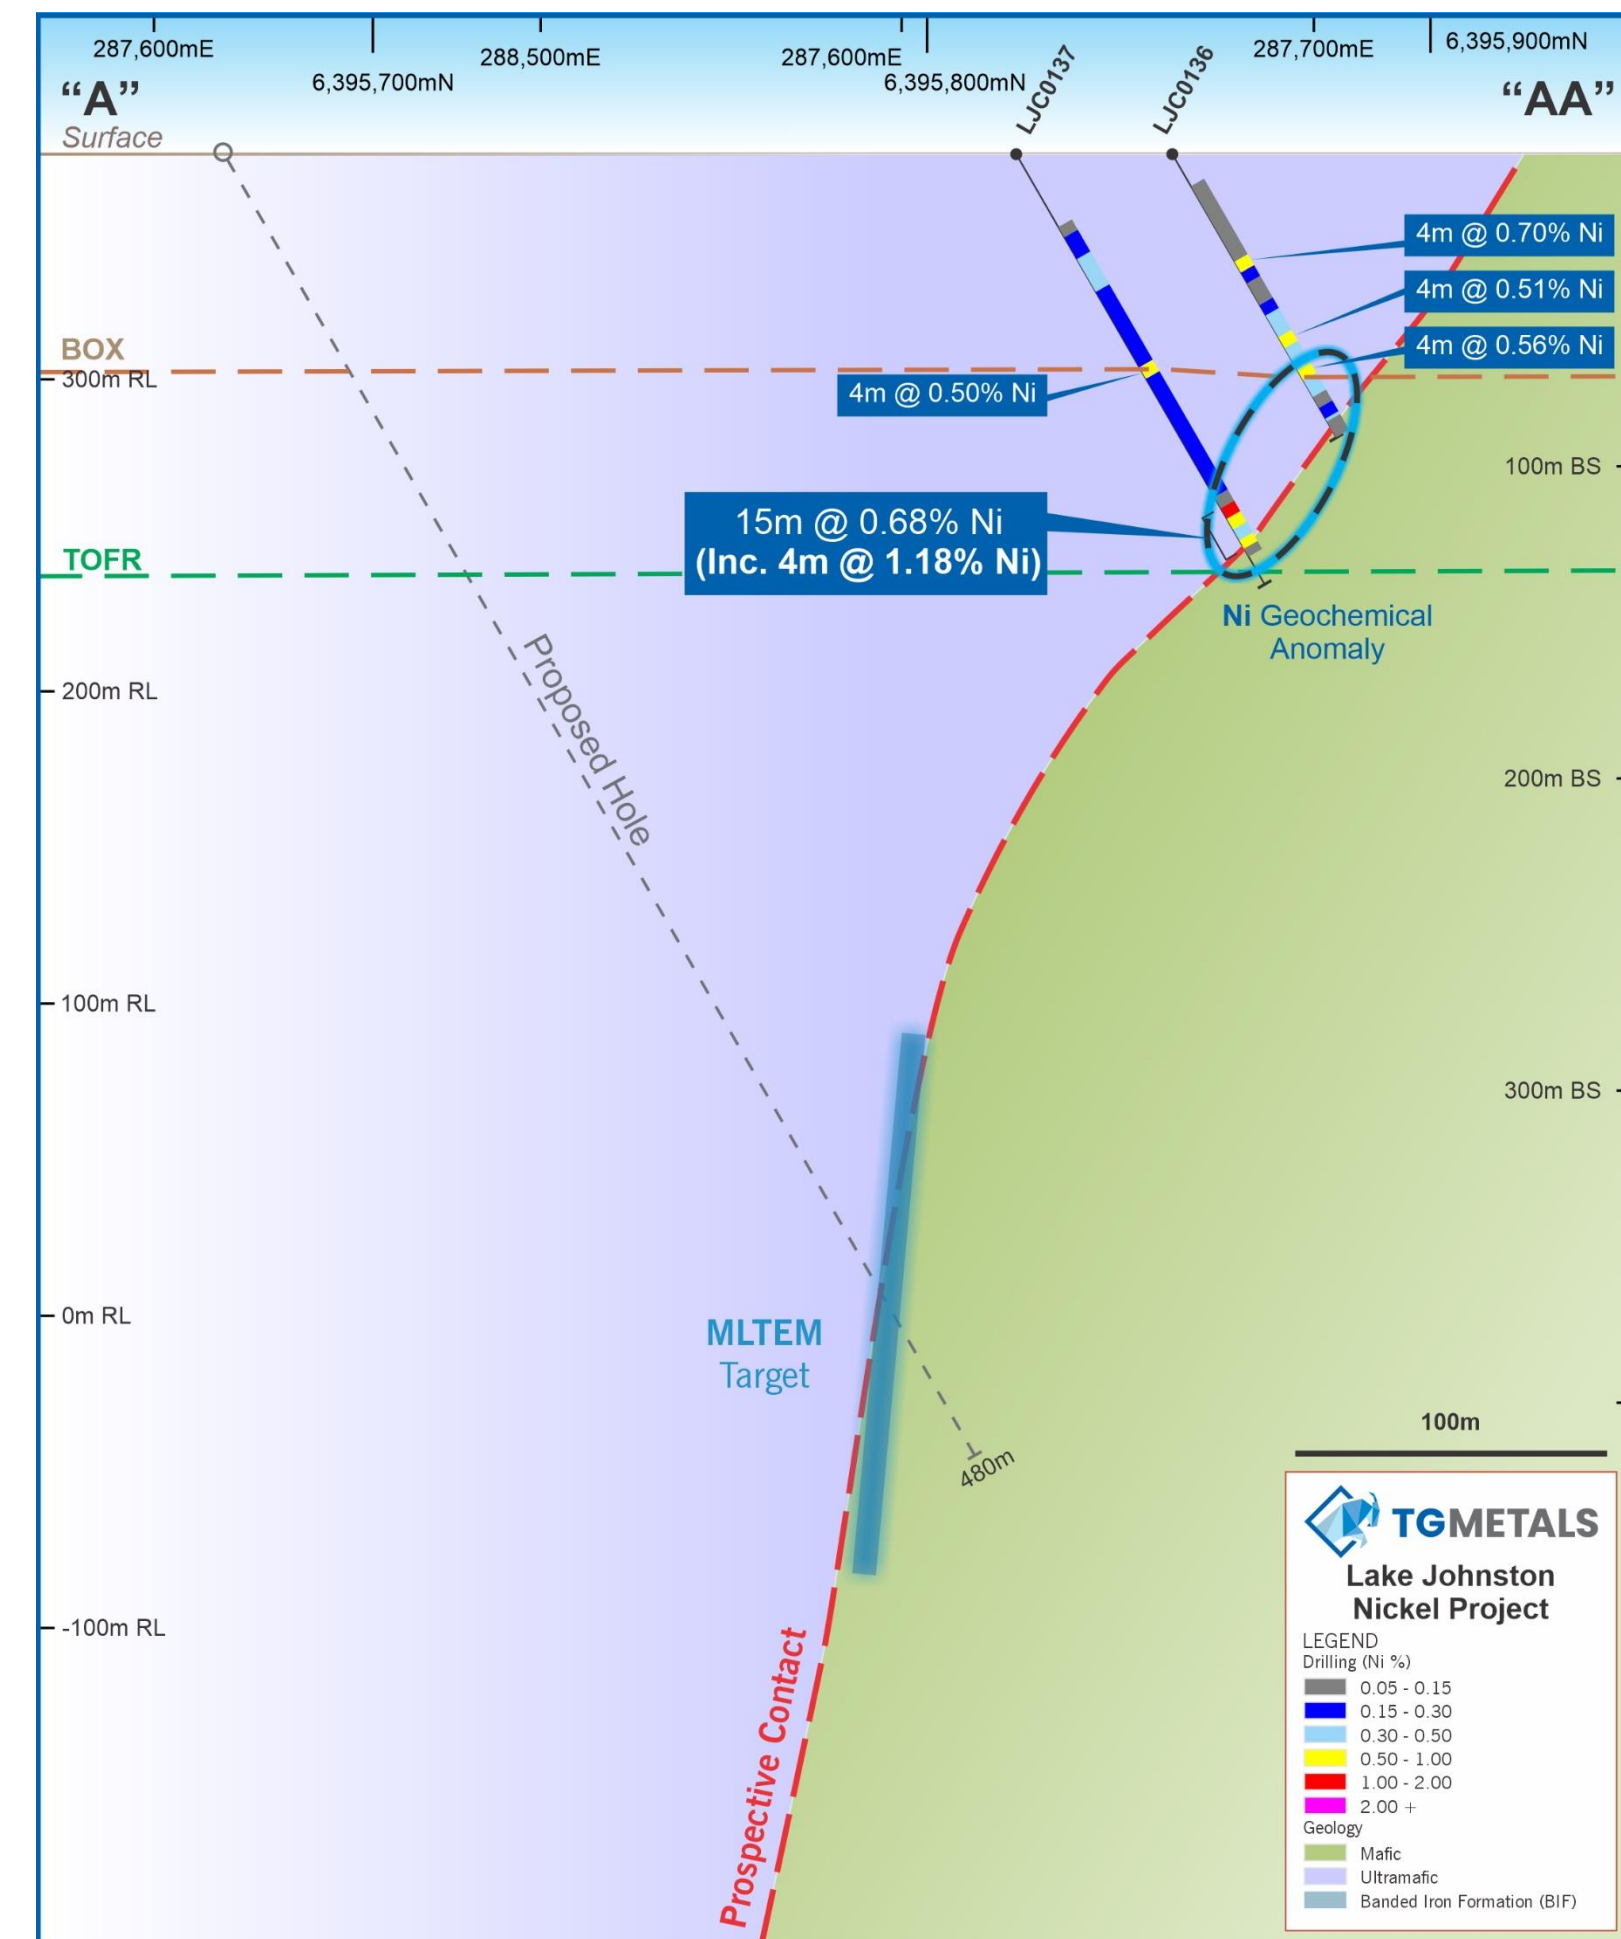 287,600mE
6,395,700mN
288,500mE
287,600mE
6,395,800mN
LJC0137
LJC0136
287,700mE
6,395,900mN
“A”
“AA”
Surface
4m @ 0.70% Ni
4m @ 0.51% Ni
4m @ 0.56% Ni
BOX
300m RL
4m @ 0.50% Ni
100m BS
15m @ 0.68% Ni
(Inc. 4m @ 1.18% Ni)
TOFR
Ni Geochemical
Anomaly
Proposed Hole
200m RL
200m BS
100m RL
300m BS
0m RL
MLTEM
Target
480m
100m
-100m RL
Prospective Contact
TGMETALS
Lake Johnston
Nickel Project
LEGEND
Drilling (Ni %)
0.05 - 0.15
0.15 - 0.30
0.30 - 0.50
0.50 - 1.00
1.00 - 2.00
2.00 +
Geology
Mafic
Ultramafic
Banded Iron Formation (BIF)